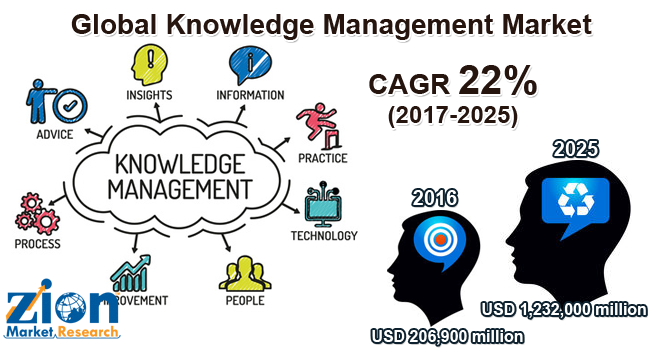 Global Knowledge Management Market
CAGR 22%
(2017-2025)
INSIGHTS
INFORMATION
ADVICE
PRACTICE
KNOWLEDGE
MANAGEMENT
PROCESS
TECHNOLOGY
PEOPLE
2016
2025
USD 206,900 million
USD 1,232,000 million
Zion
Market.Research